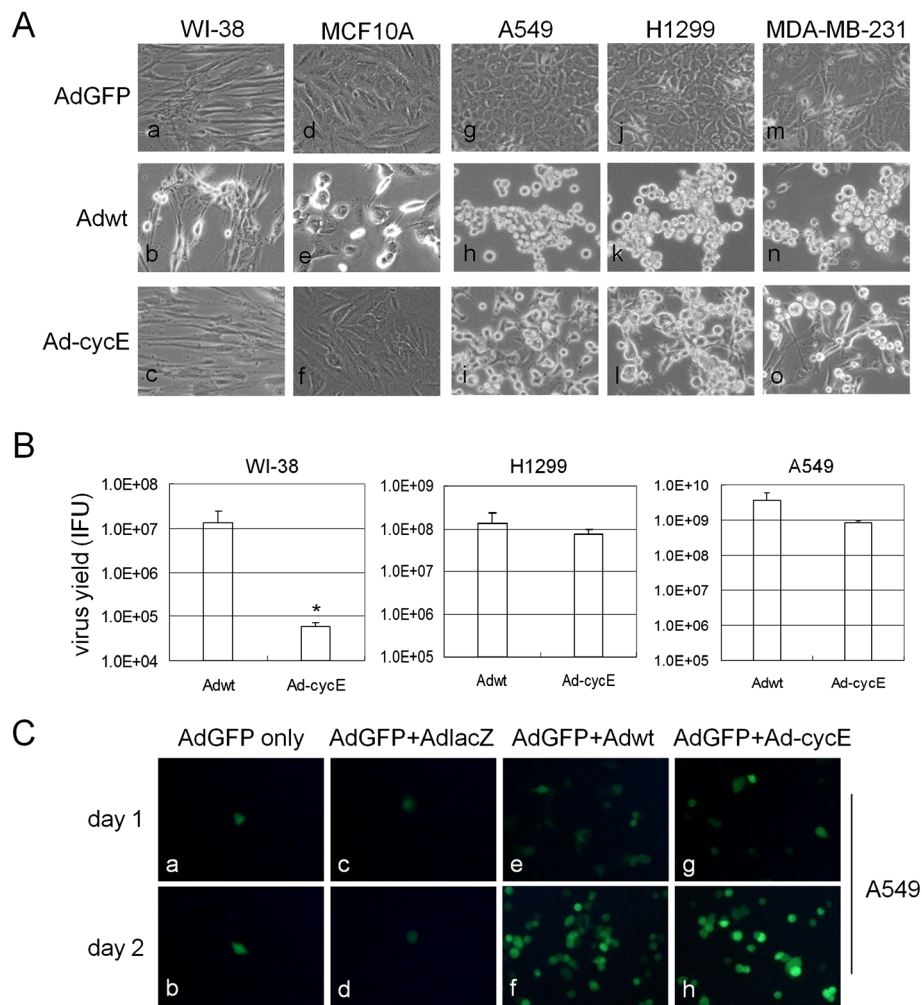 A
WI-38 MCF10A A549 H1299 MDA-MB-231
AdGFP
a d g j m
Adwt
b e h k n
Ad-cycE
c f i l o
B
WI-38
virus yield (IFU)
1.0E+08
1.0E+07
1.0E+06
1.0E+05
1.0E+04
*
Adwt Ad-cycE
H1299
1.0E+09
1.0E+08
1.0E+07
1.0E+06
1.0E+05
Adwt Ad-cycE
A549
1.0E+10
1.0E+09
1.0E+08
1.0E+07
1.0E+06
1.0E+05
Adwt Ad-cycE
C
AdGFP only AdGFP+AdlacZ AdGFP+Adwt AdGFP+Ad-cycE
day 1
a c e g
day 2
b d f h
A549